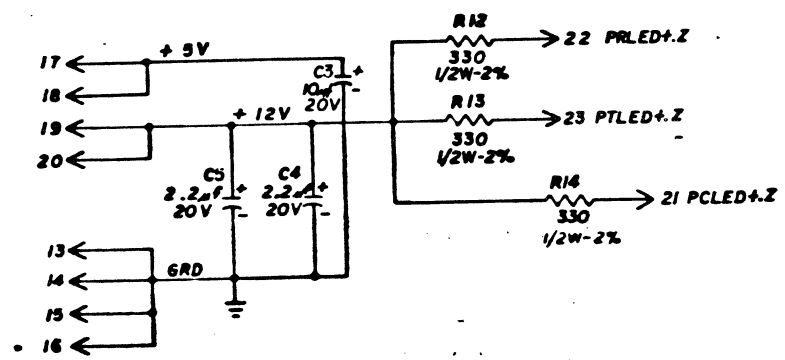 R12
22 PRLED+.Z
330
1/2W-2%
+ 5V
17
18
C3 +
10µf -
20V
R13
23 PTLED+.Z
330
1/2W-2%
+ 12V
19
20
C5 +
2.2µf
20V -
C4 +
2.2µf
20V -
R14
21 PCLED+.Z
330
1/2W-2%
13
14
GRD
15
16